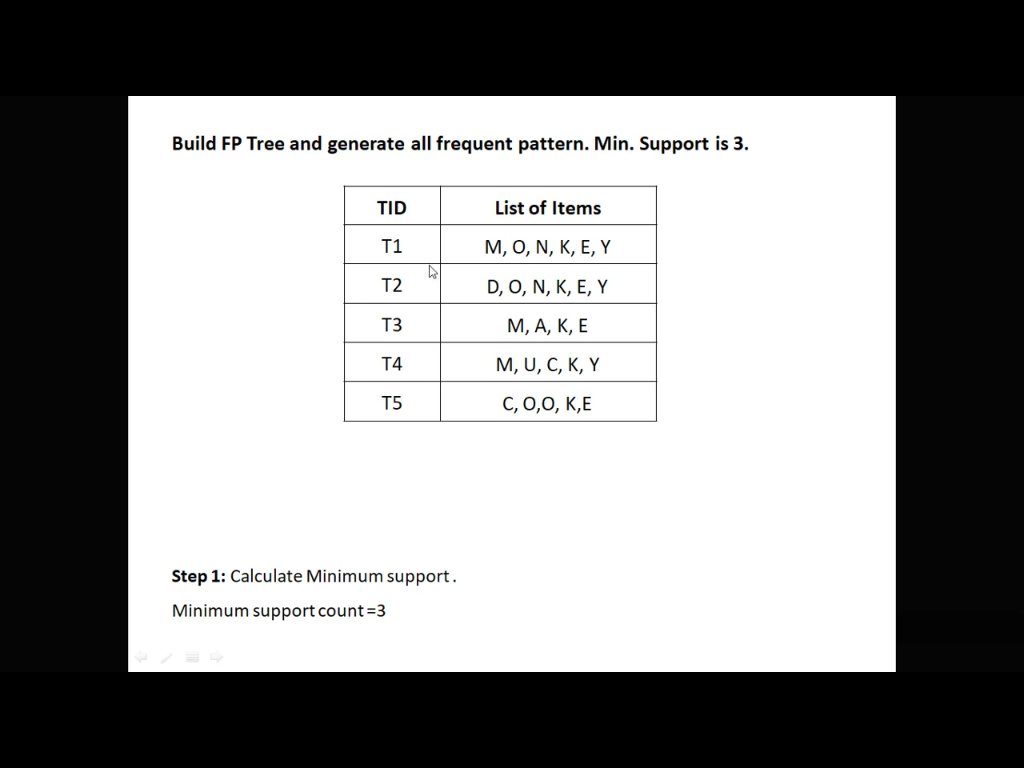 Build FP Tree and generate all frequent pattern. Min. Support is 3.
TID List of Items
T1 M, O, N, K, E, Y
T2 D, O, N, K, E, Y
T3 M, A, K, E
T4 M, U, C, K, Y
T5 C, O,O, K,E
Step 1: Calculate Minimum support .
Minimum support count =3